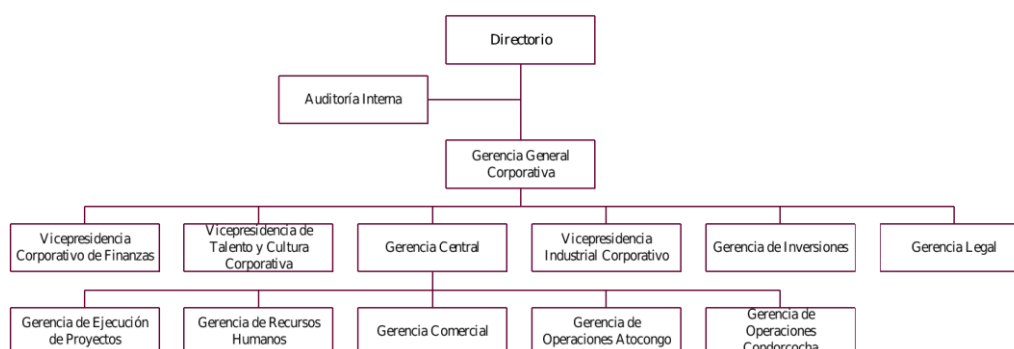 Directorio
Auditoría Interna
Gerencia General
Corporativa
Vicepresidencia
Corporativo de Finanzas
Vicepresidencia de
Talento y Cultura
Corporativa
Gerencia Central
Vicepresidencia
Industrial Corporativo
Gerencia de Inversiones
Gerencia Legal
Gerencia de Ejecución
de Proyectos
Gerencia de Recursos
Humanos
Gerencia Comercial
Gerencia de
Operaciones Atocongo
Gerencia de
Operaciones
Condorcocha